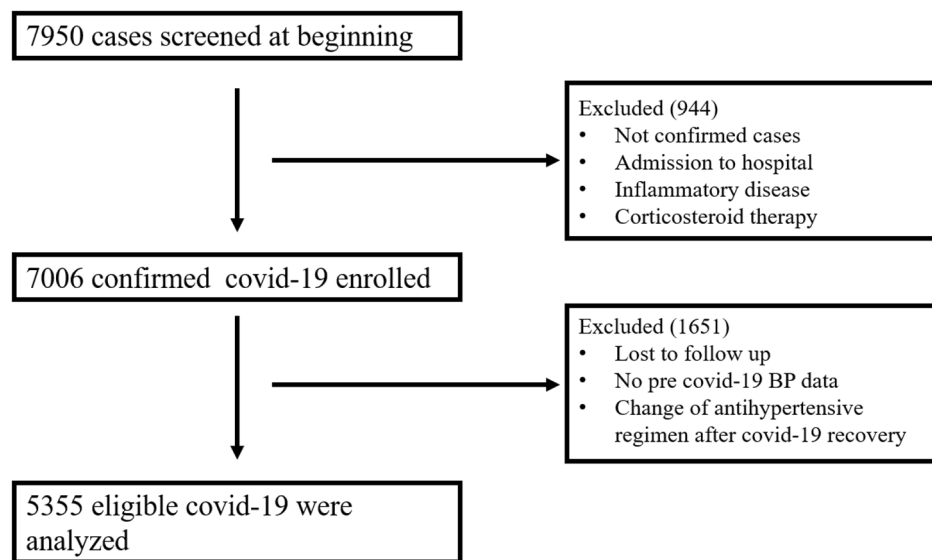 7950 cases screened at beginning
Excluded (944)
• Not confirmed cases
• Admission to hospital
• Inflammatory disease
• Corticosteroid therapy
7006 confirmed covid-19 enrolled
Excluded (1651)
• Lost to follow up
• No pre covid-19 BP data
• Change of antihypertensive
regimen after covid-19 recovery
5355 eligible covid-19 were
analyzed